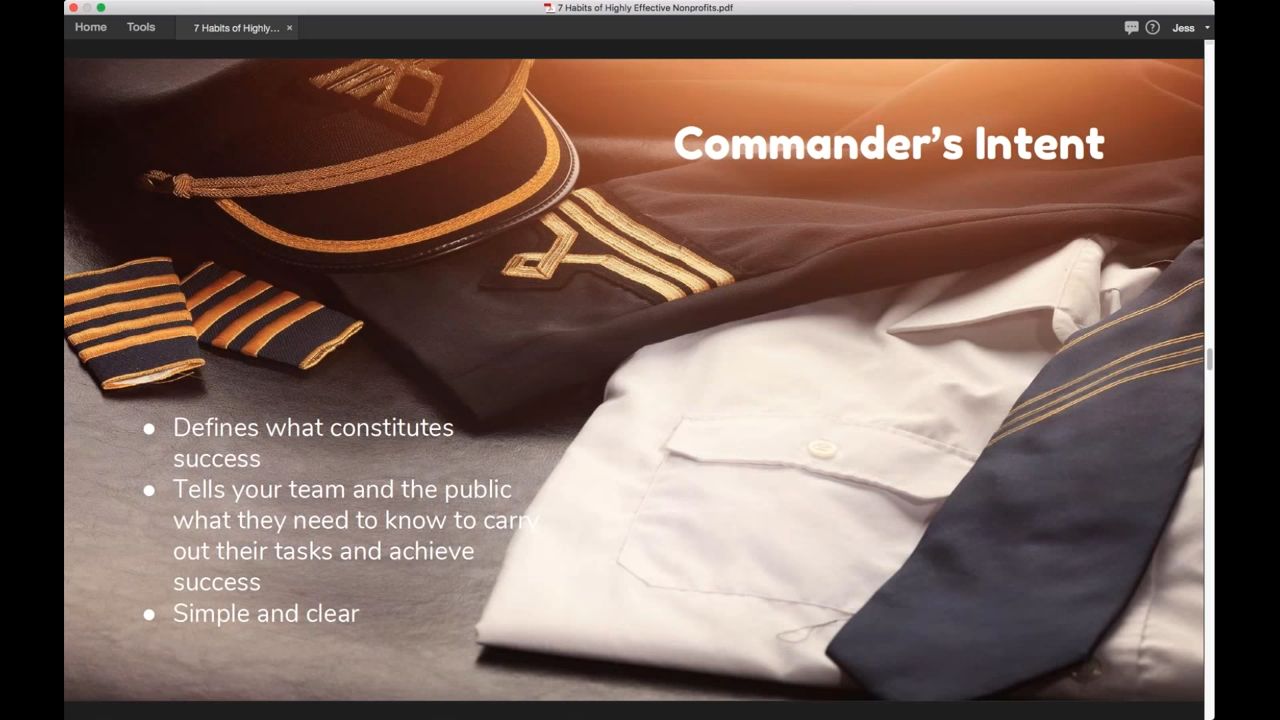 7 Habits of Highly Effective Nonprofits.pdf
Home
Tools
7 Habits of Highly...
×
?
Jess
Commander's Intent
● Defines what constitutes
success
● Tells your team and the public
what they need to know to carry
out their tasks and achieve
success
● Simple and clear